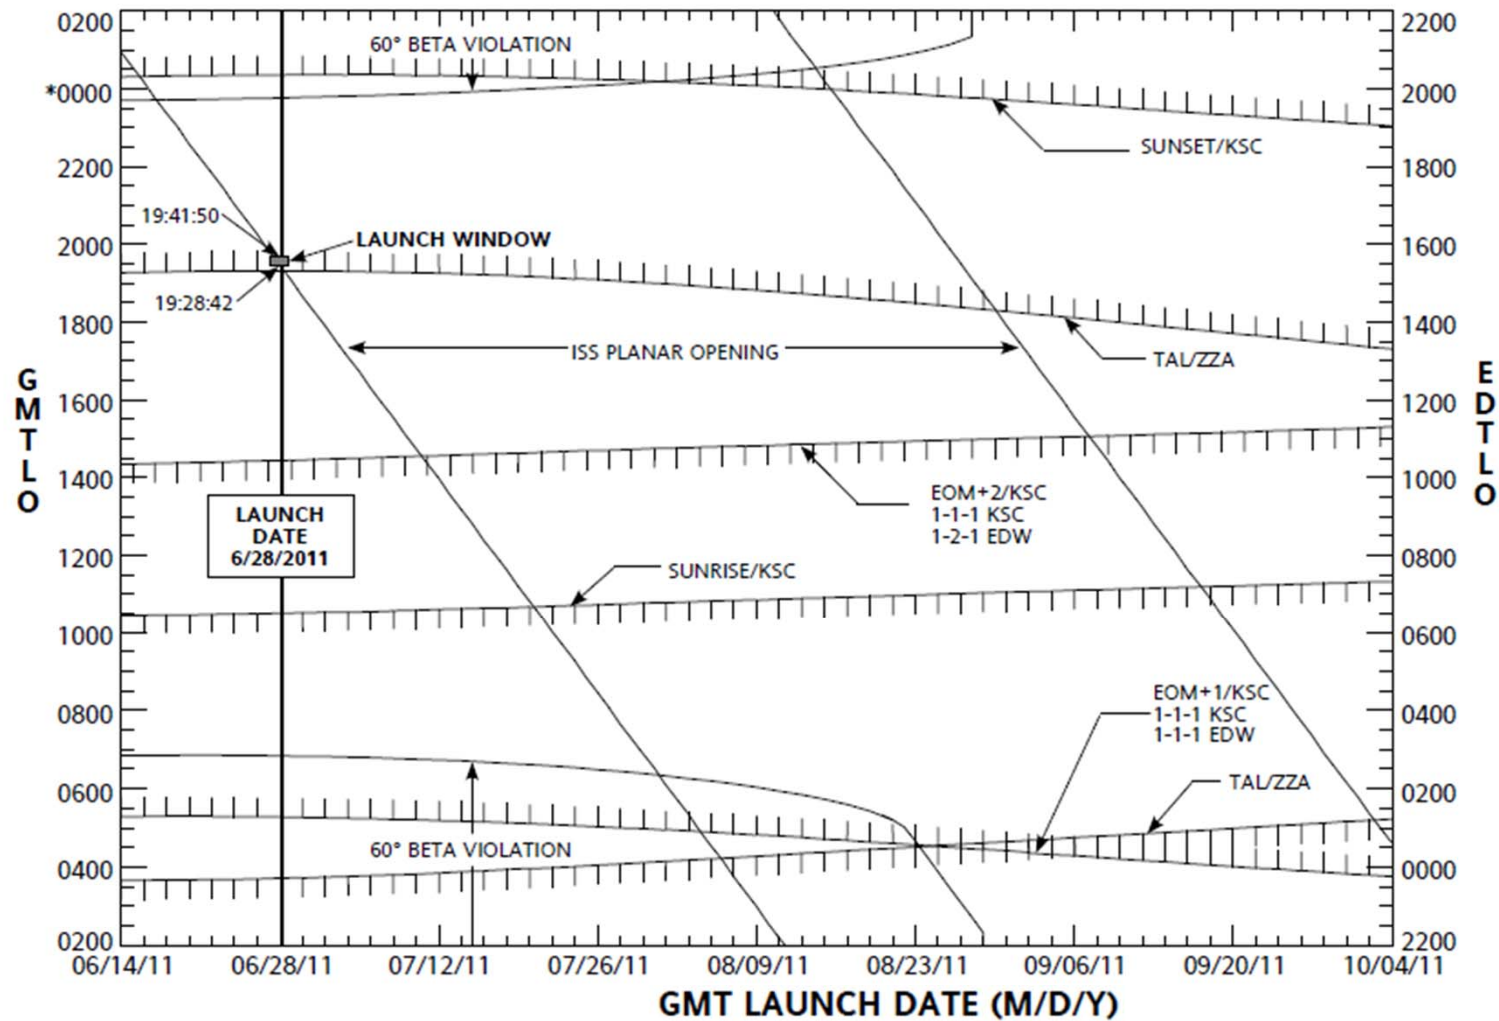 0200
2200
60° BETA VIOLATION
*0000
2000
SUNSET/KSC
2200
1800
19:41:50
2000
LAUNCH WINDOW
1600
19:28:42
1800
1400
ISS PLANAR OPENING
TAL/ZZA
GMTLO
EDTLO
1600
1200
1400
1000
EOM+2/KSC
1-1-1 KSC
1-2-1 EDW
LAUNCH
DATE
6/28/2011
1200
0800
SUNRISE/KSC
1000
0600
EOM+1/KSC
1-1-1 KSC
1-1-1 EDW
0800
0400
0600
0200
TAL/ZZA
60° BETA VIOLATION
0400
0000
0200
2200
06/14/11 06/28/11 07/12/11 07/26/11 08/09/11 08/23/11 09/06/11 09/20/11 10/04/11
GMT LAUNCH DATE (M/D/Y)